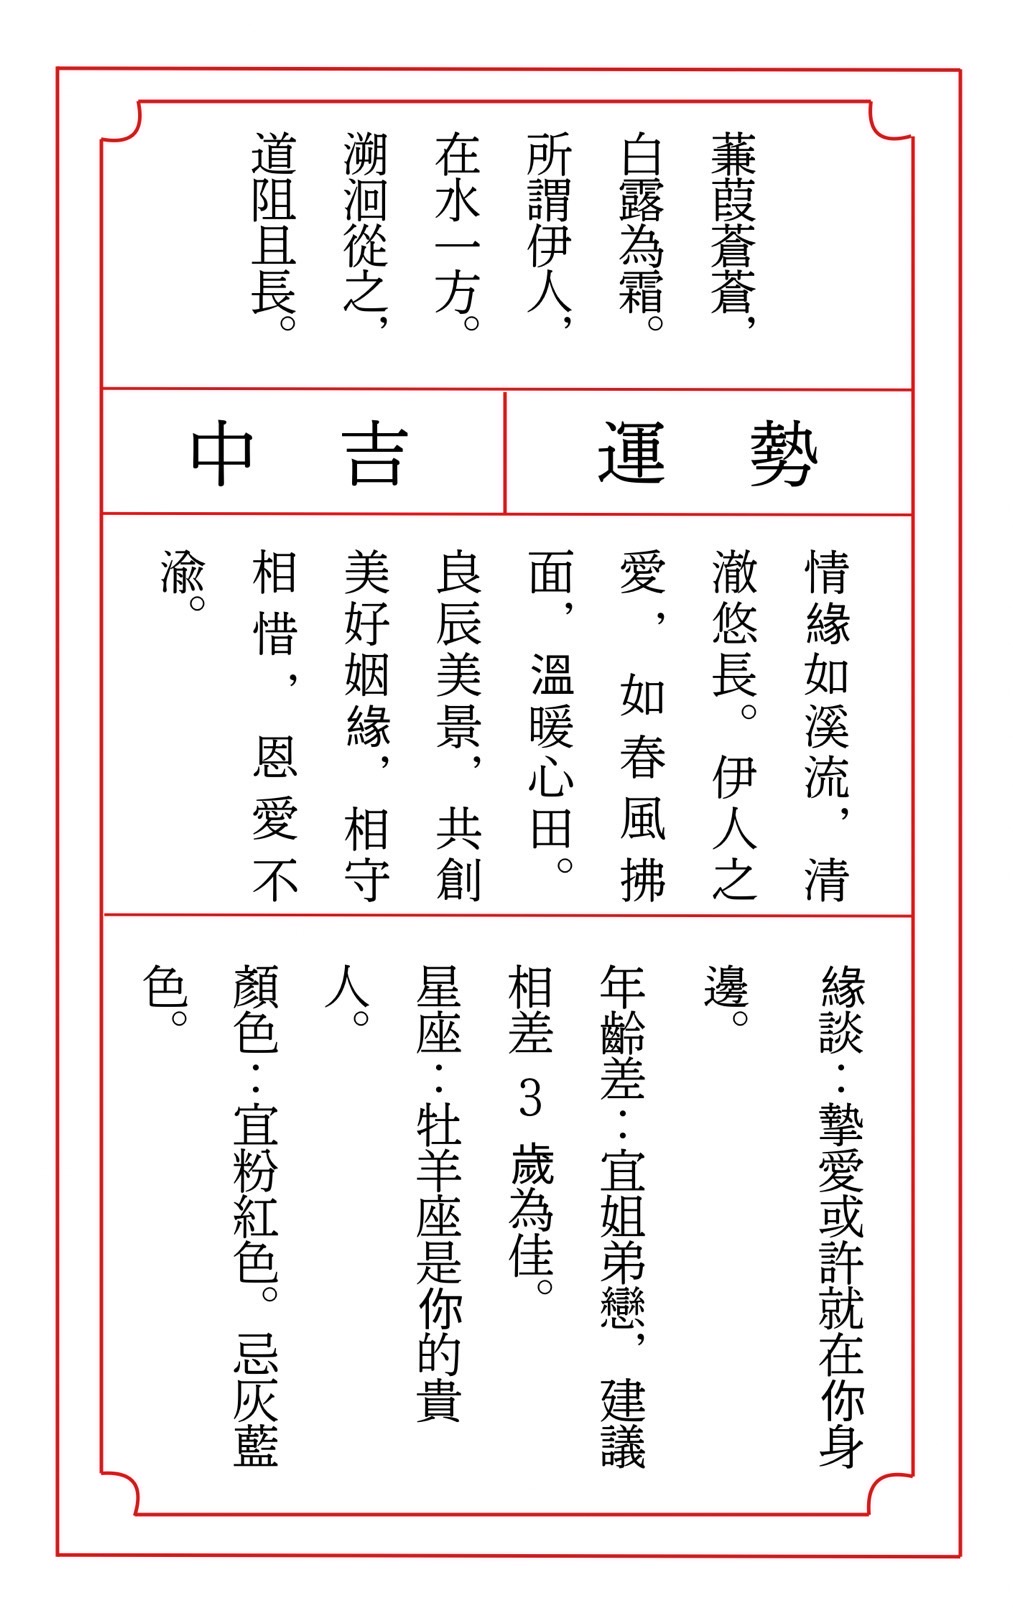 蒹葭蒼蒼，
白露為霜。
所謂伊人，
在水一方。
溯洄從之，
道阻且長。
運勢
中吉
情緣如溪流，清
澈悠長。伊人之
愛，如春風拂
面，溫暖心田。
良辰美景，共創
美好姻緣，相守
相惜，恩愛不
渝。
緣談：摯愛或許就在你身
邊。
年齡差：宜姐弟戀，建議
相差 3 歲為佳。
星座：牡羊座是你的貴
人。
顏色：宜粉紅色。忌灰藍
色。